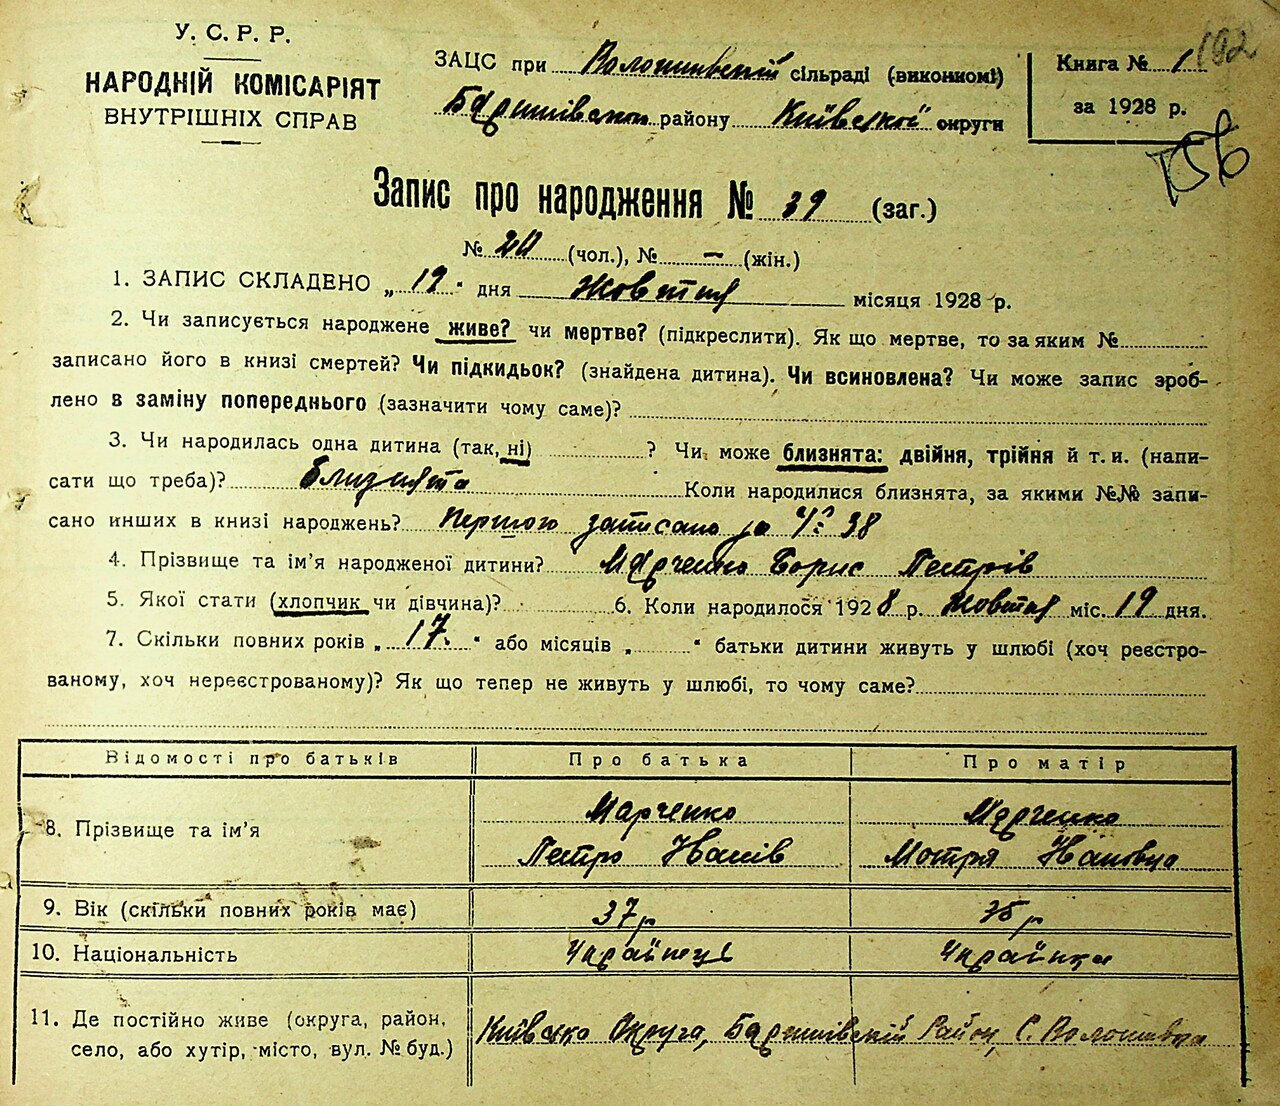 У. С. Р. Р.
НАРОДНІЙ КОМІСАРІЯТ
ВНУТРІШНІХ СПРАВ
ЗАЦС при Волошинвській сільраді (виконкомі)
Баришівском району Київської округи
Книга № 1
за 1928 р.
192
156
Запис про народження № 39 (заг.)
№ 20 (чол.), № — (жін.)
1. ЗАПИС СКЛАДЕНО „ 19 " дня Жовтня місяця 1928 р.
2. Чи записується народжене живе? чи мертве? (підкреслити). Як що мертве, то за яким №
записано його в книзі смертей? Чи підкидьок? (знайдена дитина). Чи всиновлена? Чи може запис зроб-
лено в заміну попереднього (зазначити чому саме)?
3. Чи народилась одна дитина (так, ні) ? Чи може близнята: двійня, трійня й т. и. (напи-
сати що треба)? близнята Коли народилися близнята, за якими №№ запи-
сано инших в книзі народжень? Першого записано за № 38
4. Прізвище та ім'я народженої дитини? Марченко Борис Петрів
5. Якої стати (хлопчик чи дівчина)? 6. Коли народилося 1928 р. Жовтня міс. 19 дня.
7. Скільки повних років „ 17. " або місяців „ " батьки дитини живуть у шлюбі (хоч реєстро-
ваному, хоч нереєстрованому)? Як що тепер не живуть у шлюбі, то чому саме?
Відомості про батьків Про батька Про матір
8. Прізвище та ім'я Марченко Петро Іванів Марченко Мотря Івановна
9. Вік (скільки повних років має) 37 р 35 р
10. Національність Українець Українка
11. Де постійно живе (округа, район,
село, або хутір, місто, вул. № буд.) Київська Округа, Баришівській Район, С. Волошинвка